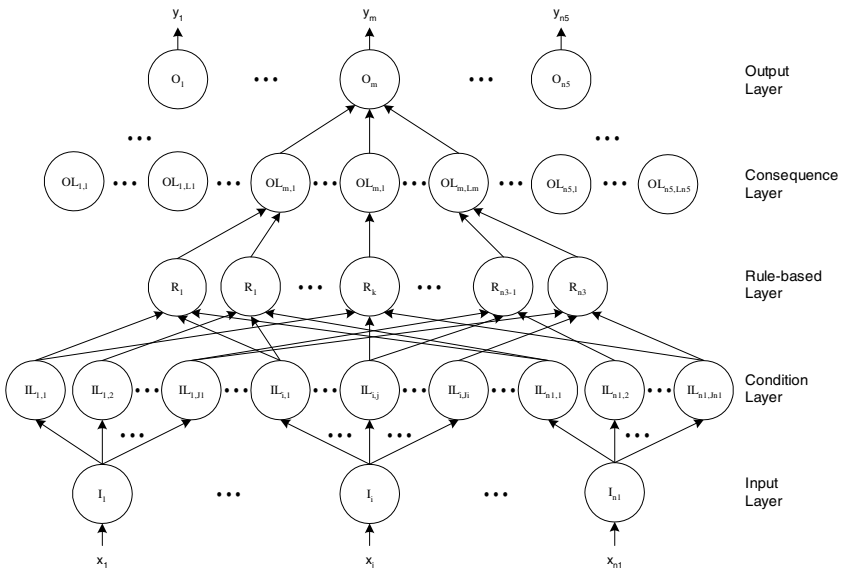 y1 ym yn5
O1 ••• Om ••• On5 Output Layer
••• •••
OL1,1 ••• OL1,L1 ••• OLm,1 ••• OLm,l ••• OLm,Lm ••• OLn5,1 ••• OLn5,Ln5 Consequence Layer
R1 R1 ••• Rk ••• Rn3-1 Rn3 Rule-based Layer
IL1,1 IL1,2 ••• IL1,J1 ••• ILi,1 ••• ILi,j ••• ILi,Ji ••• ILn1,1 ILn1,2 ••• ILn1,Jn1 Condition Layer
••• ••• ••• •••
I1 ••• Ii ••• In1 Input Layer
x1 xi xn1